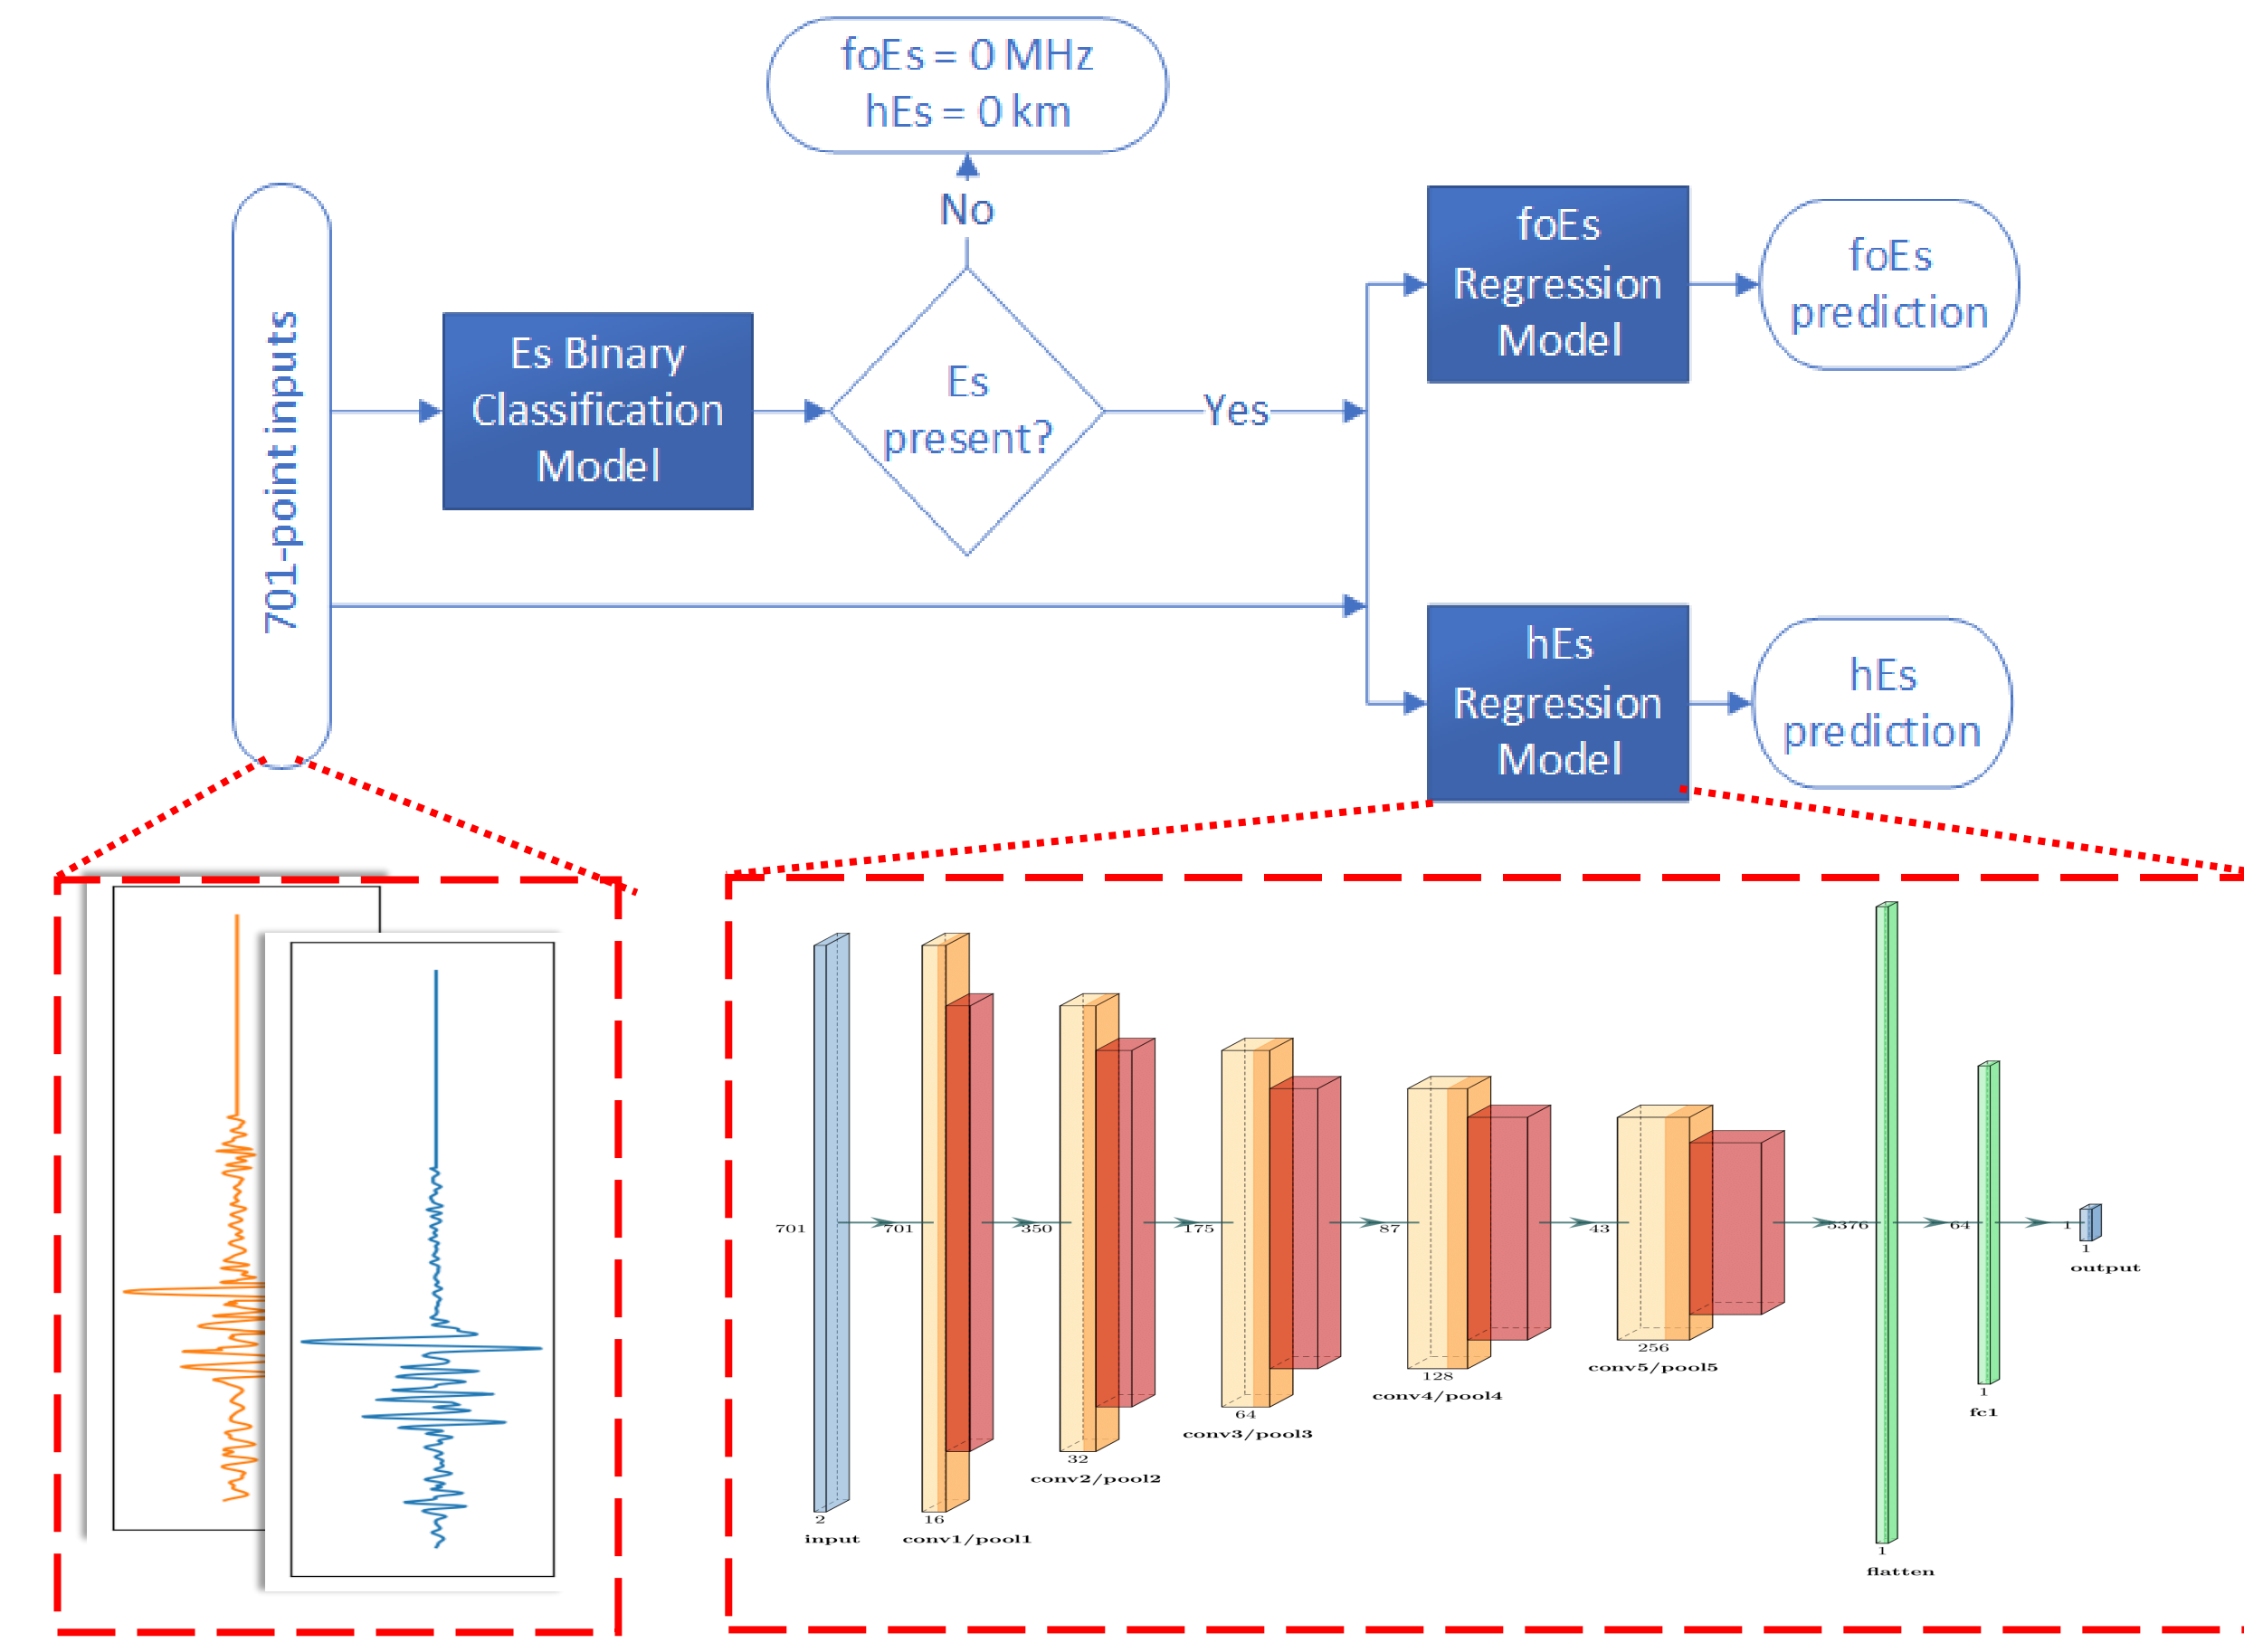 foEs = 0 MHz
hEs = 0 km
No
701-point inputs
Es Binary
Classification
Model
Es
present?
Yes
foEs
Regression
Model
foEs
prediction
hEs
Regression
Model
hEs
prediction
701
2
input
701
16
conv1/pool1
350
32
conv2/pool2
175
64
conv3/pool3
87
128
conv4/pool4
43
256
conv5/pool5
5376
1
flatten
64
1
fc1
1
1
output